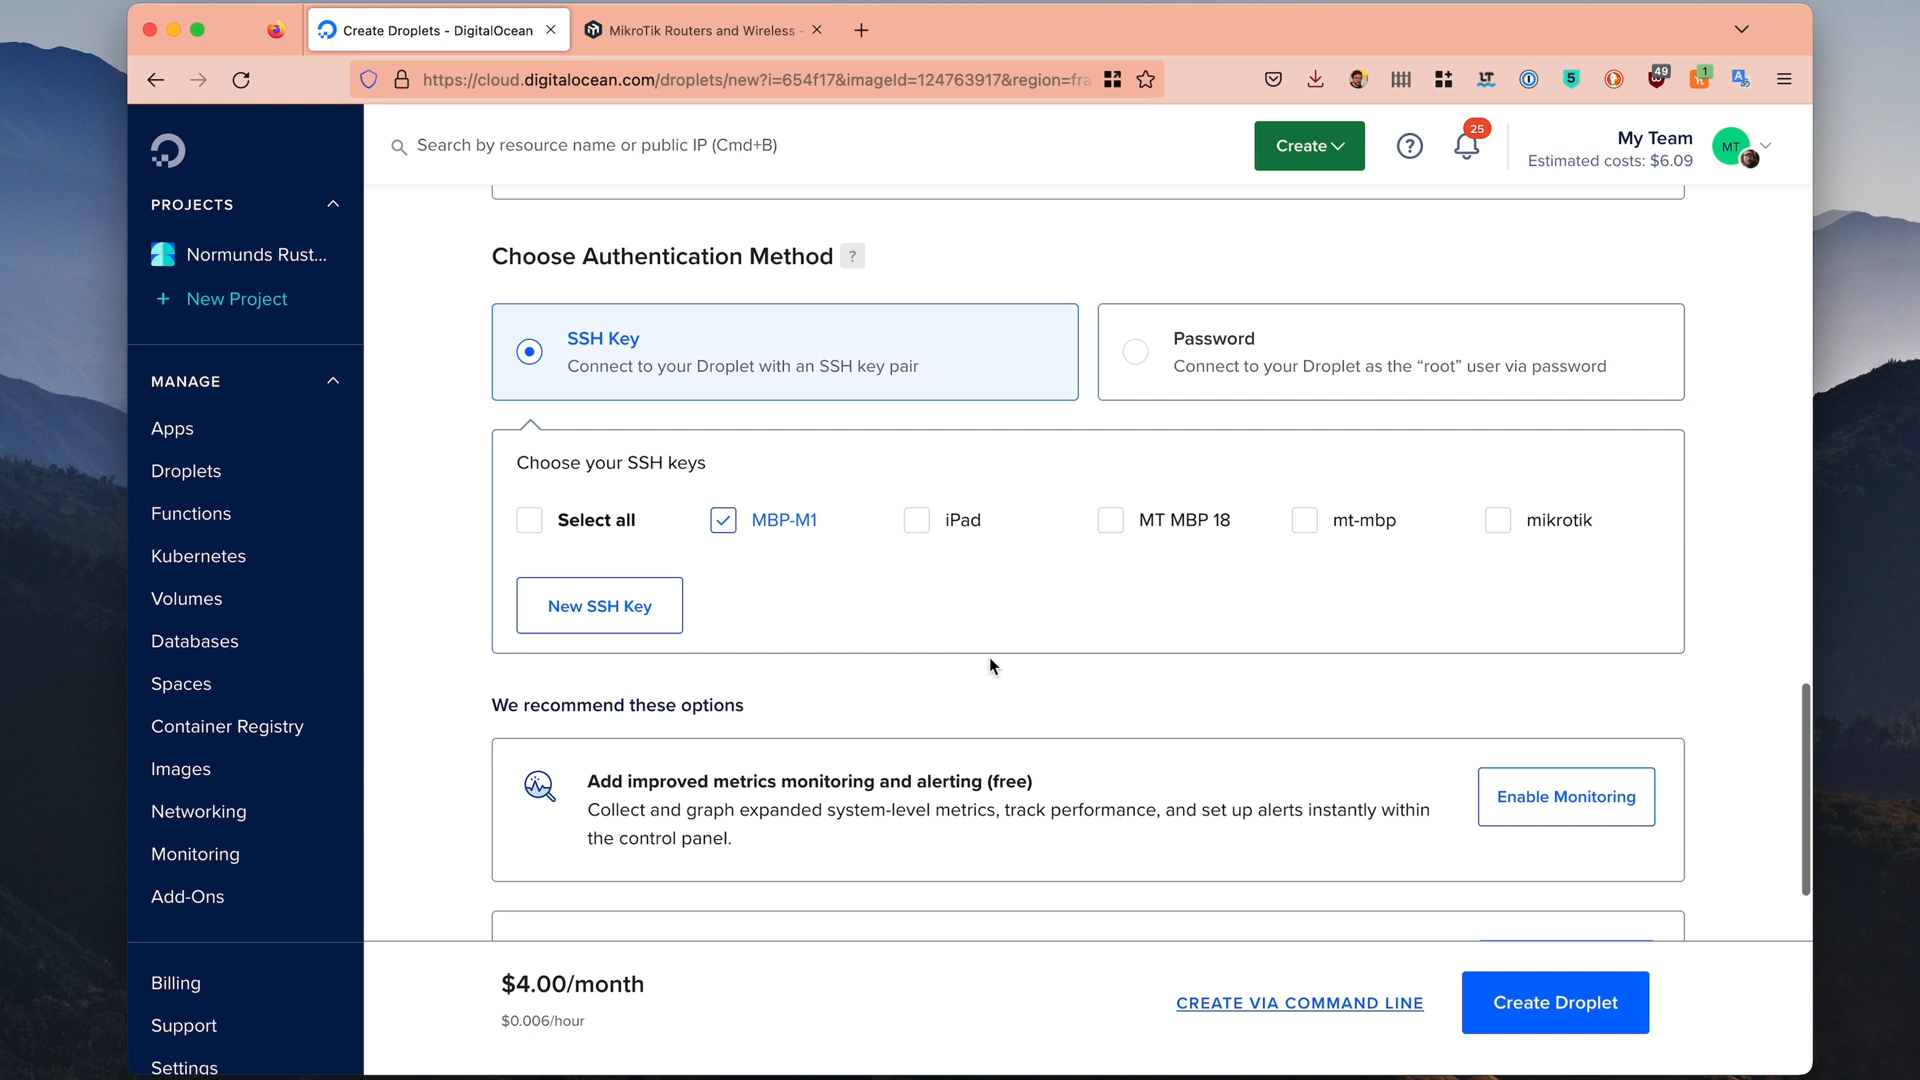 Create Droplets - DigitalOcean
MikroTik Routers and Wireless -
https://cloud.digitalocean.com/droplets/new?i=654f17&imageId=124763917&region=fra
5
49
1
Search by resource name or public IP (Cmd+B)
Create
?
25
My Team
Estimated costs: $6.09
MT
PROJECTS
Normunds Rust...
+ New Project
MANAGE
Apps
Droplets
Functions
Kubernetes
Volumes
Databases
Spaces
Container Registry
Images
Networking
Monitoring
Add-Ons
Billing
Support
Settings
Choose Authentication Method ?
SSH Key
Connect to your Droplet with an SSH key pair
Password
Connect to your Droplet as the “root” user via password
Choose your SSH keys
Select all
MBP-M1
iPad
MT MBP 18
mt-mbp
mikrotik
New SSH Key
We recommend these options
Add improved metrics monitoring and alerting (free)
Collect and graph expanded system-level metrics, track performance, and set up alerts instantly within
the control panel.
Enable Monitoring
$4.00/month
$0.006/hour
CREATE VIA COMMAND LINE
Create Droplet